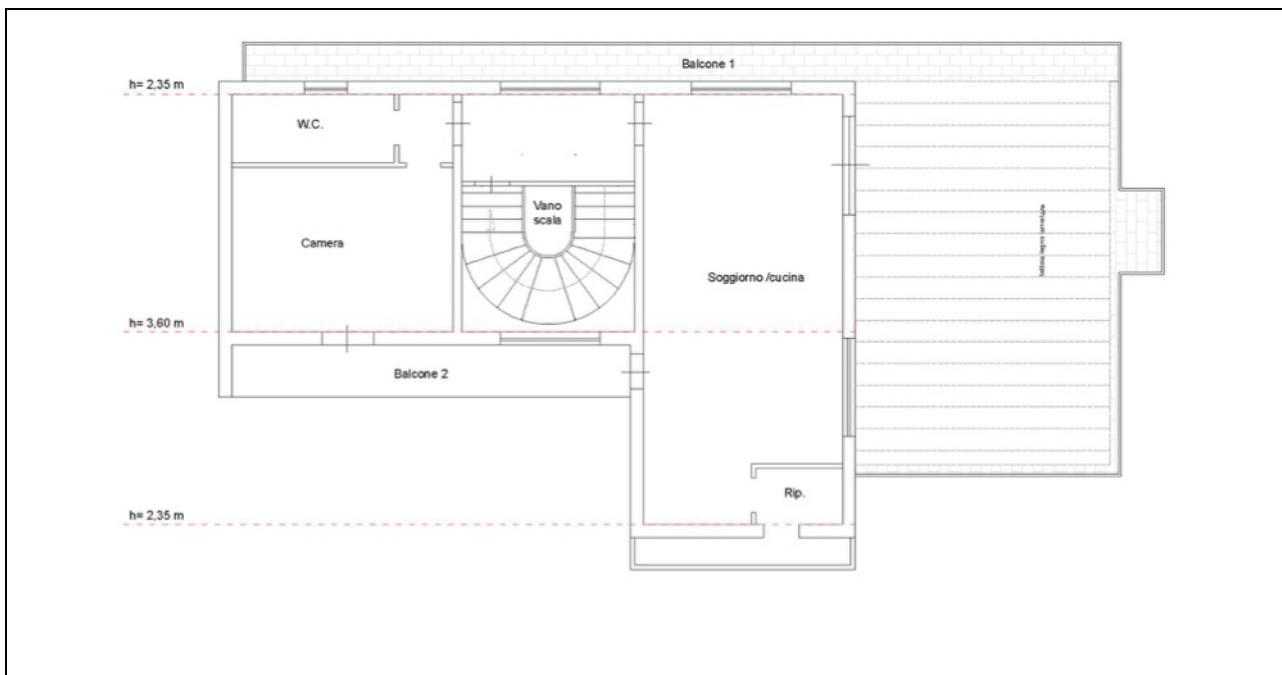 Balcone 1
h= 2,35 m
W.C.
Vano
scala
Camera
Soggiorno /cucina
h= 3,60 m
Balcone 2
Rip.
h= 2,35 m